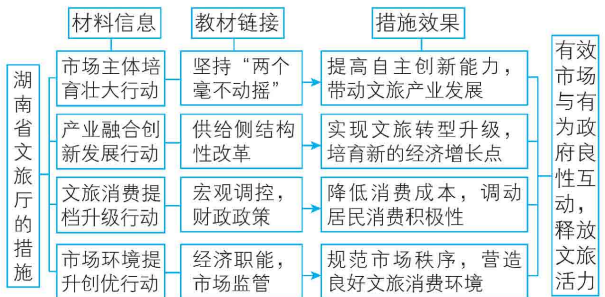 材料信息
教材链接
措施效果
湖南省文旅厅的措施
市场主体培
育壮大行动
坚持“两个
毫不动摇”
提高自主创新能力，
带动文旅产业发展
产业融合创
新发展行动
供给侧结构
性改革
实现文旅转型升级，
培育新的经济增长点
文旅消费提
档升级行动
宏观调控，
财政政策
降低消费成本，调动
居民消费积极性
市场环境提
升创优行动
经济职能，
市场监管
规范市场秩序，营造
良好文旅消费环境
有效市场与有为政府良性互动，释放文旅活力